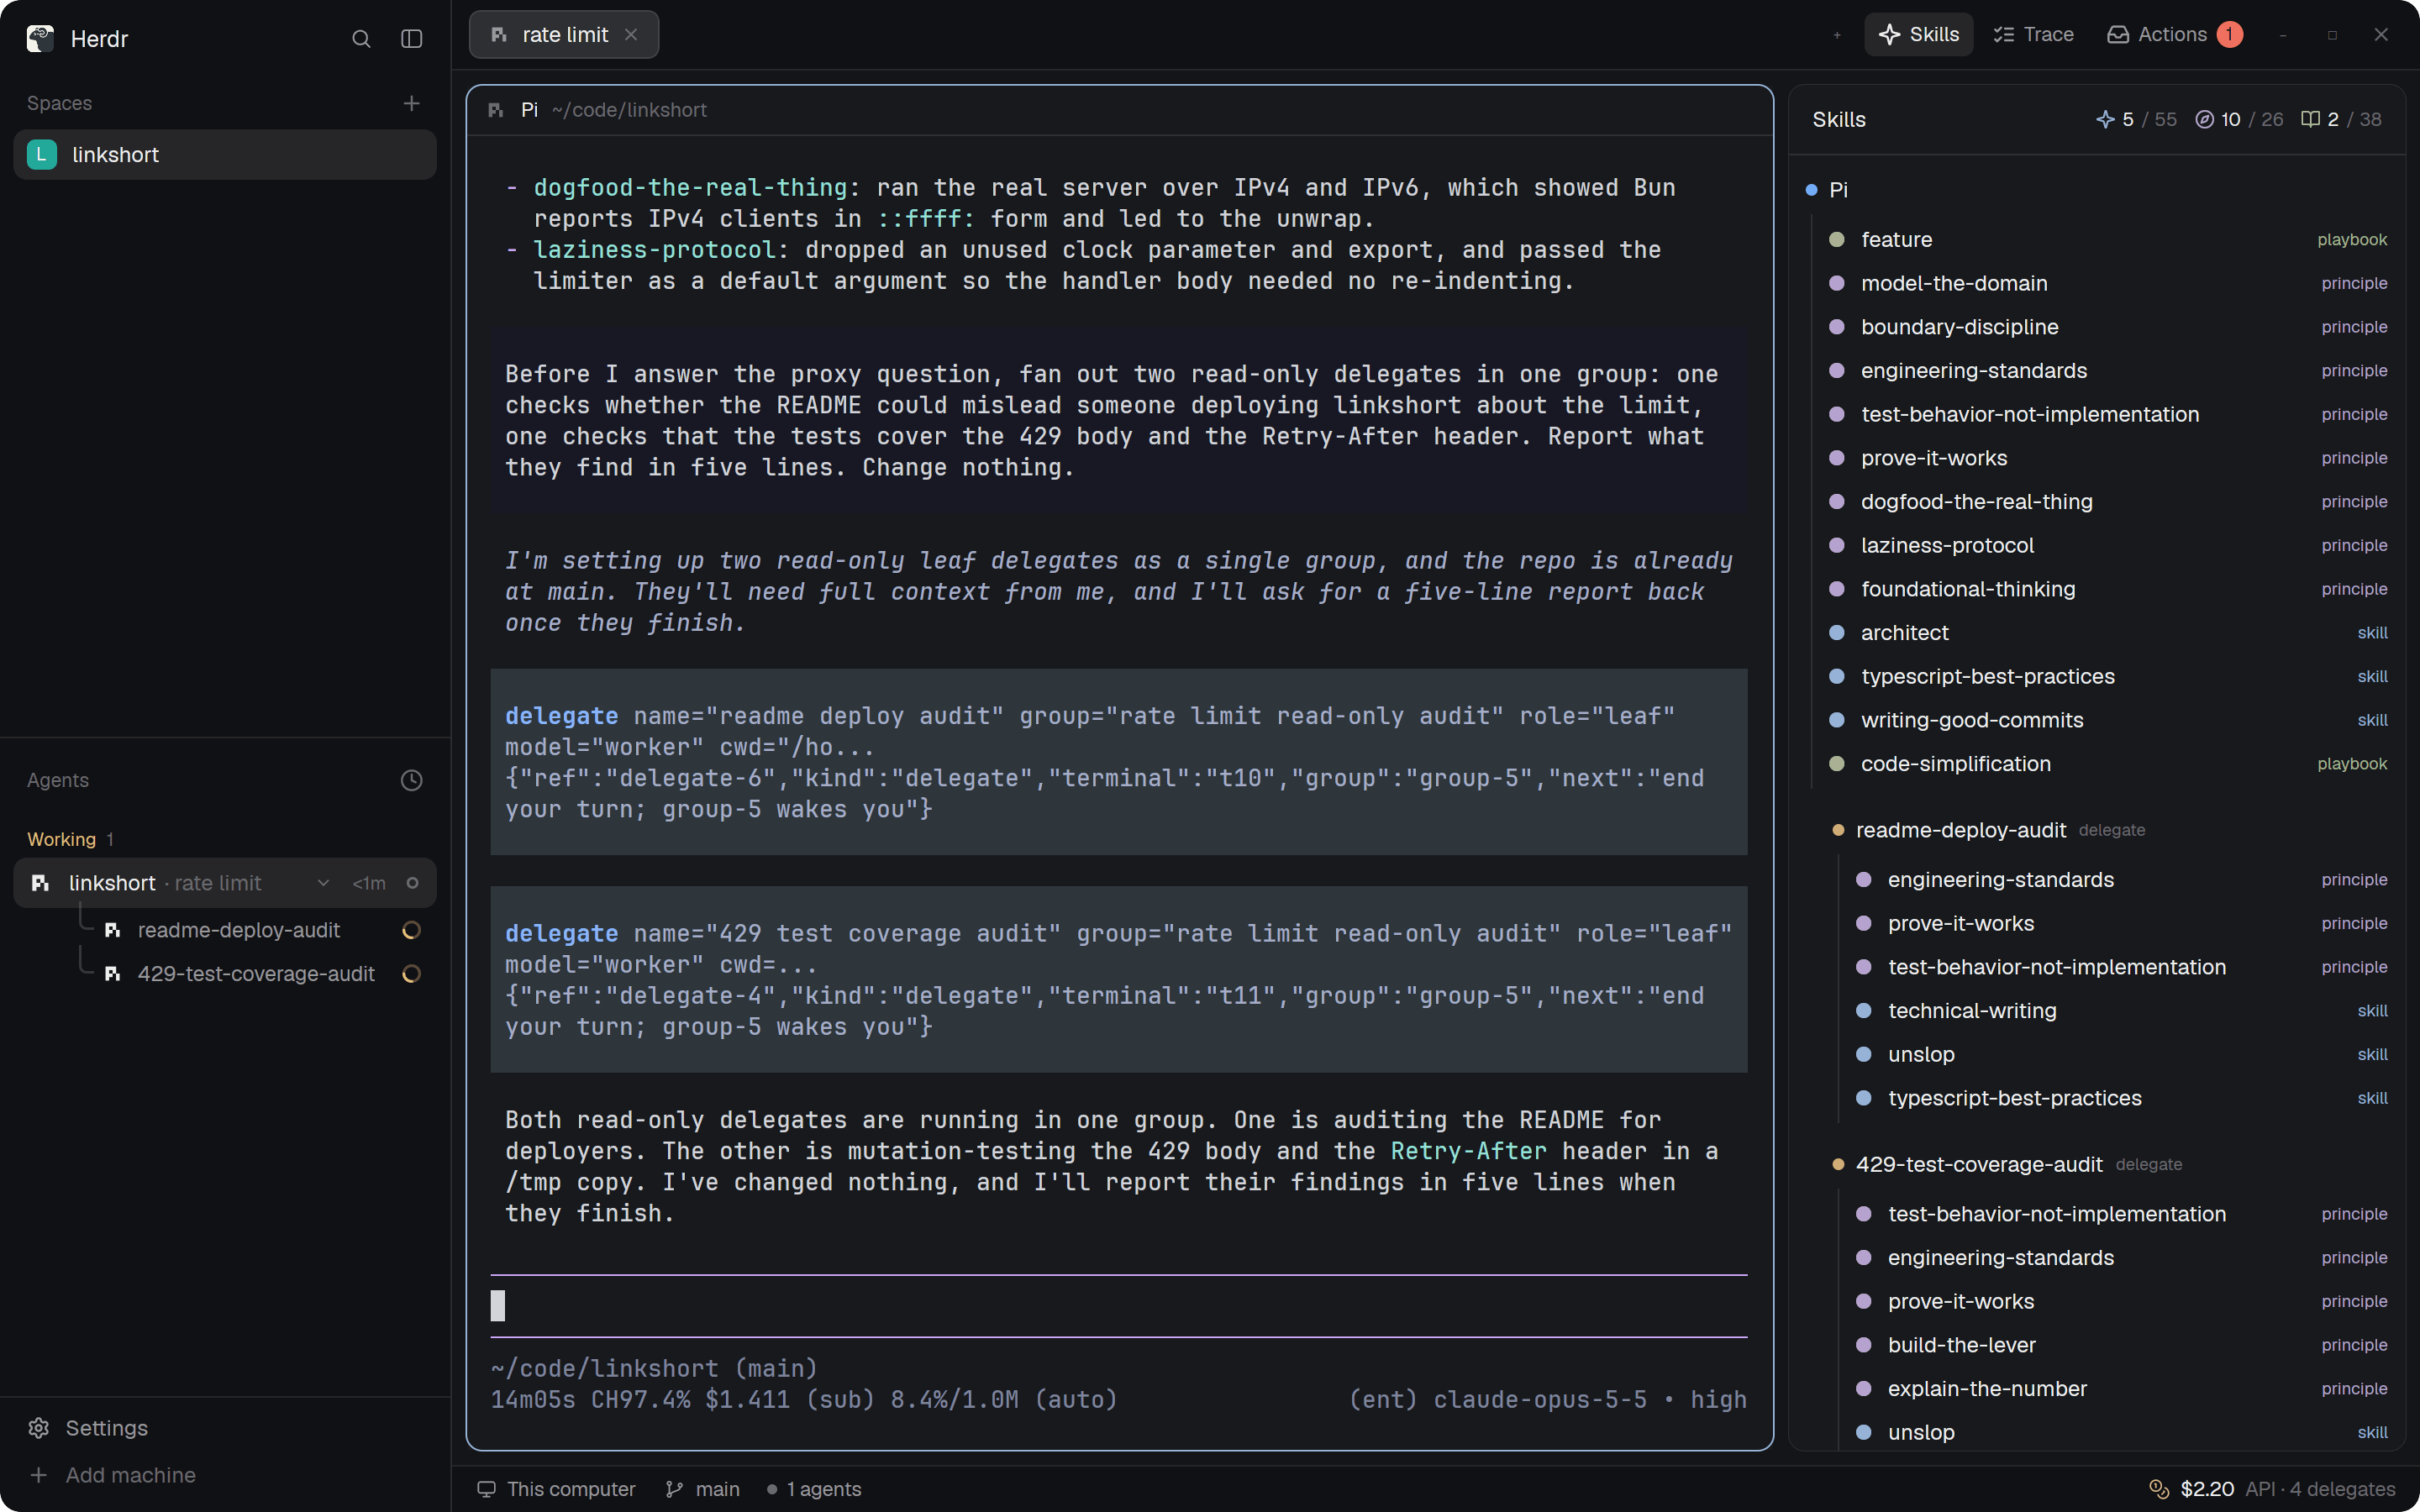 Herdr
Spaces
L linkshort
Agents
Working 1
linkshort · rate limit <1m
readme-deploy-audit
429-test-coverage-audit
Settings
Add machine
rate limit
Skills
Trace
Actions 1
Pi ~/code/linkshort
- dogfood-the-real-thing: ran the real server over IPv4 and IPv6, which showed Bun
reports IPv4 clients in ::ffff: form and led to the unwrap.
- laziness-protocol: dropped an unused clock parameter and export, and passed the
limiter as a default argument so the handler body needed no re-indenting.
Before I answer the proxy question, fan out two read-only delegates in one group: one
checks whether the README could mislead someone deploying linkshort about the limit,
one checks that the tests cover the 429 body and the Retry-After header. Report what
they find in five lines. Change nothing.
I'm setting up two read-only leaf delegates as a single group, and the repo is already
at main. They'll need full context from me, and I'll ask for a five-line report back
once they finish.
delegate name="readme deploy audit" group="rate limit read-only audit" role="leaf"
model="worker" cwd="/ho...
{"ref":"delegate-6","kind":"delegate","terminal":"t10","group":"group-5","next":"end
your turn; group-5 wakes you"}
delegate name="429 test coverage audit" group="rate limit read-only audit" role="leaf"
model="worker" cwd=...
{"ref":"delegate-4","kind":"delegate","terminal":"t11","group":"group-5","next":"end
your turn; group-5 wakes you"}
Both read-only delegates are running in one group. One is auditing the README for
deployers. The other is mutation-testing the 429 body and the Retry-After header in a
/tmp copy. I've changed nothing, and I'll report their findings in five lines when
they finish.
~/code/linkshort (main)
14m05s CH97.4% $1.411 (sub) 8.4%/1.0M (auto) (ent) claude-opus-5-5 • high
Skills 5 / 55 10 / 26 2 / 38
Pi
feature playbook
model-the-domain principle
boundary-discipline principle
engineering-standards principle
test-behavior-not-implementation principle
prove-it-works principle
dogfood-the-real-thing principle
laziness-protocol principle
foundational-thinking principle
architect skill
typescript-best-practices skill
writing-good-commits skill
code-simplification playbook
readme-deploy-audit delegate
engineering-standards principle
prove-it-works principle
test-behavior-not-implementation principle
technical-writing skill
unslop skill
typescript-best-practices skill
429-test-coverage-audit delegate
test-behavior-not-implementation principle
engineering-standards principle
prove-it-works principle
build-the-lever principle
explain-the-number principle
unslop skill
This computer main 1 agents
$2.20 API · 4 delegates